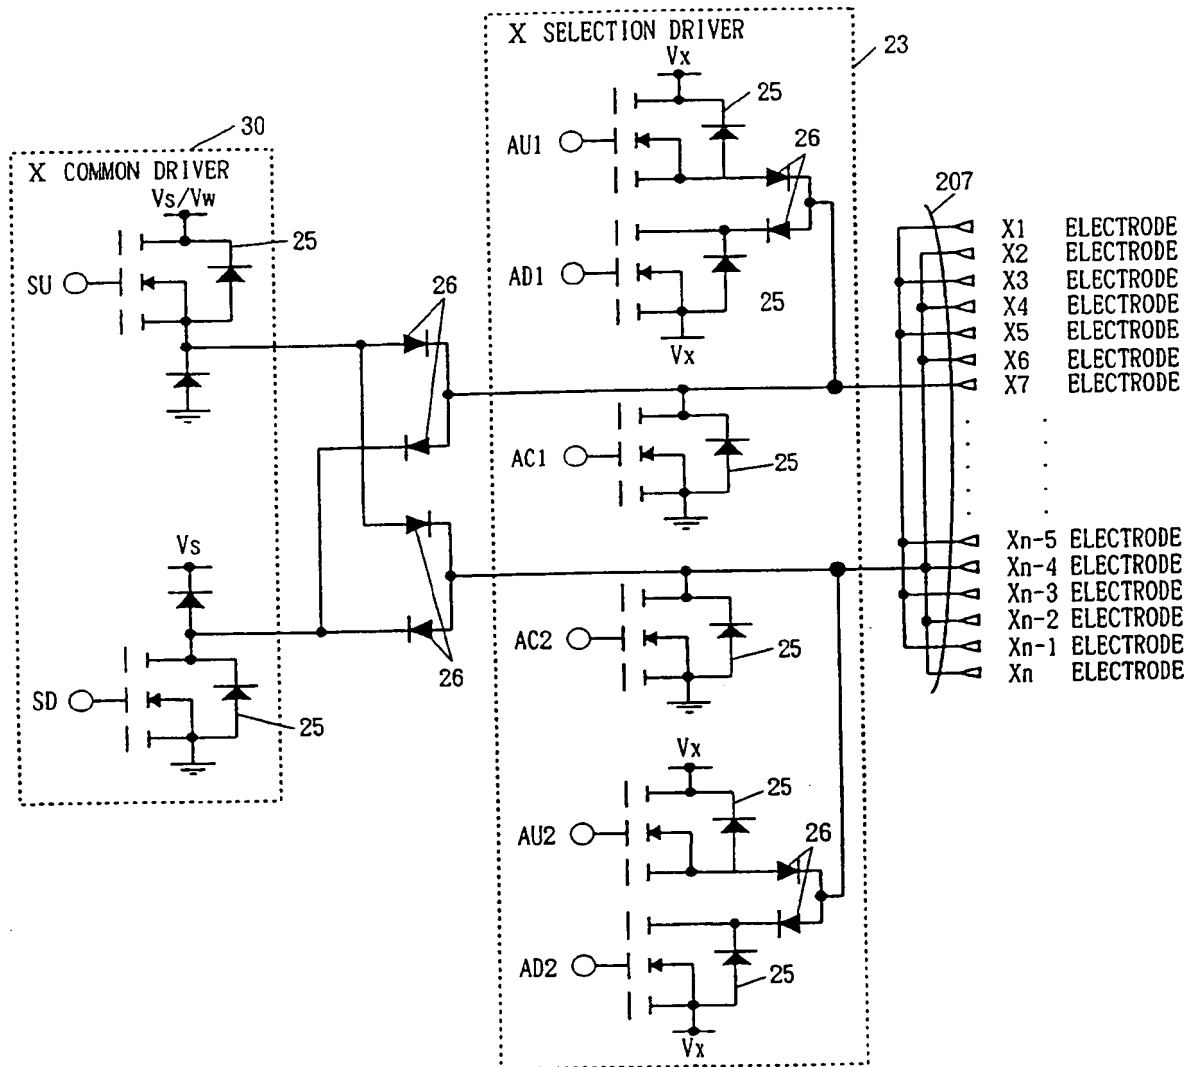 X SELECTION DRIVER
23
Vx
25
AU1
26
30
X COMMON DRIVER
Vs/Vw
25
SU
207
AD1
25
Vx
26
X1 ELECTRODE
X2 ELECTRODE
X3 ELECTRODE
X4 ELECTRODE
X5 ELECTRODE
X6 ELECTRODE
X7 ELECTRODE
AC1
25
Vs
Xn-5 ELECTRODE
Xn-4 ELECTRODE
Xn-3 ELECTRODE
Xn-2 ELECTRODE
Xn-1 ELECTRODE
Xn ELECTRODE
AC2
25
26
SD
25
Vx
25
AU2
26
AD2
25
Vx